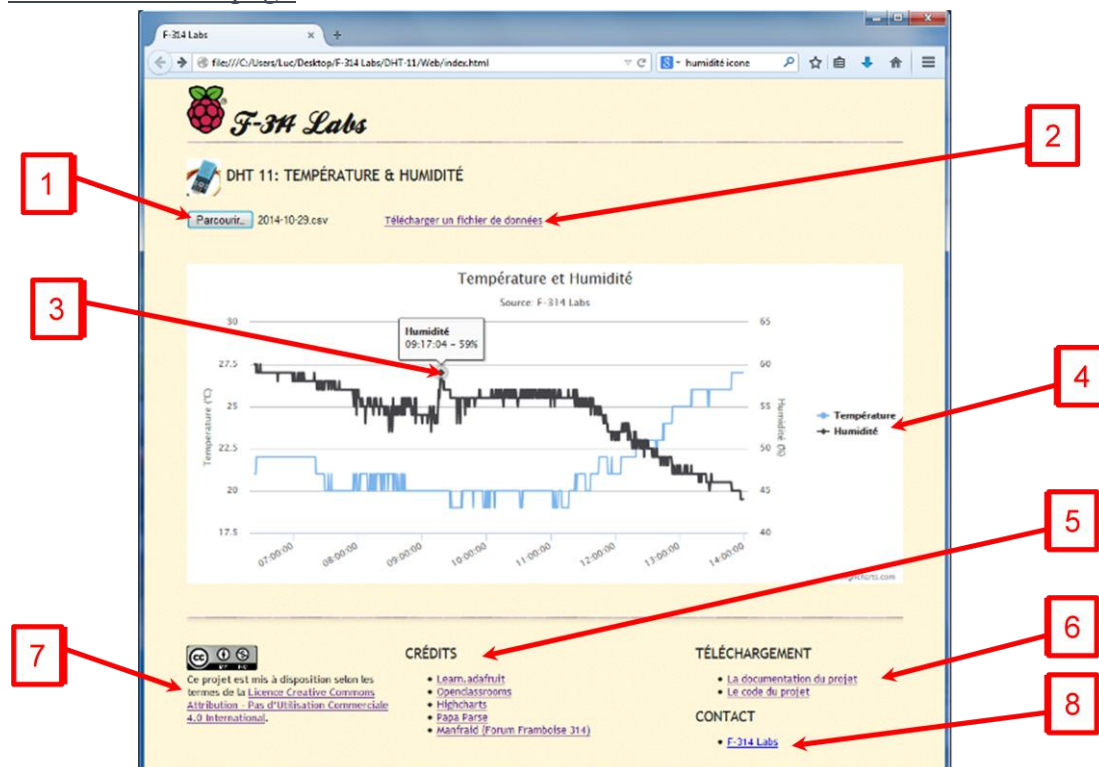 F-314 Labs
file:///C:/Users/Luc/Desktop/F-314 Labs/DHT-11/Web/index.html
humidité icone
F-314 Labs
DHT 11: TEMPÉRATURE & HUMIDITÉ
Parcourir..
2014-10-29.csv
Télécharger un fichier de données
1
2
3
4
5
6
7
8
Température et Humidité
Source: F-314 Labs
Humidité
09:17:04 – 59%
30
27.5
25
22.5
20
17.5
Température (°C)
65
60
55
50
45
40
Humidité (%)
07:00:00
08:00:00
09:00:00
10:00:00
11:00:00
12:00:00
13:00:00
14:00:00
Température
Humidité
cc
Ce projet est mis à disposition selon les
termes de la Licence Creative Commons
Attribution - Pas d'Utilisation Commerciale
4.0 International.
CRÉDITS
Learn.adafruit
Openclassrooms
Highcharts
Papa Parse
Manfraid (Forum Framboise 314)
TÉLÉCHARGEMENT
La documentation du projet
Le code du projet
CONTACT
F-314 Labs